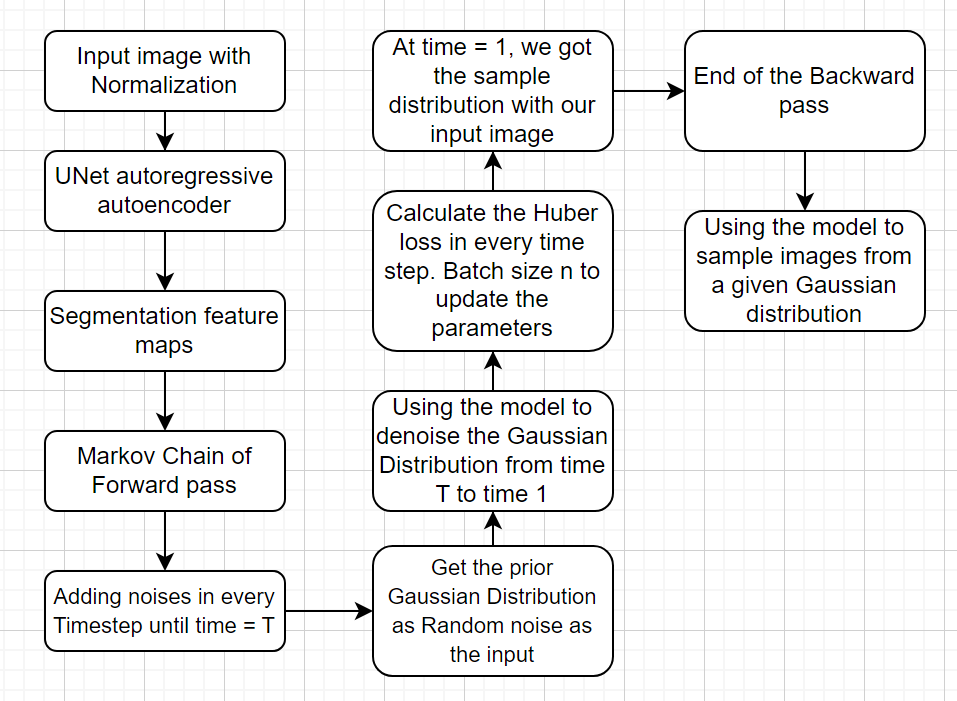 Input image with
Normalization
UNet autoregressive
autoencoder
Segmentation feature
maps
Markov Chain of
Forward pass
Adding noises in every
Timestep until time = T
Get the prior
Gaussian Distribution
as Random noise as
the input
Using the model to
denoise the Gaussian
Distribution from time
T to time 1
Calculate the Huber
loss in every time
step. Batch size n to
update the
parameters
At time = 1, we got
the sample
distribution with our
input image
End of the Backward
pass
Using the model to
sample images from
a given Gaussian
distribution